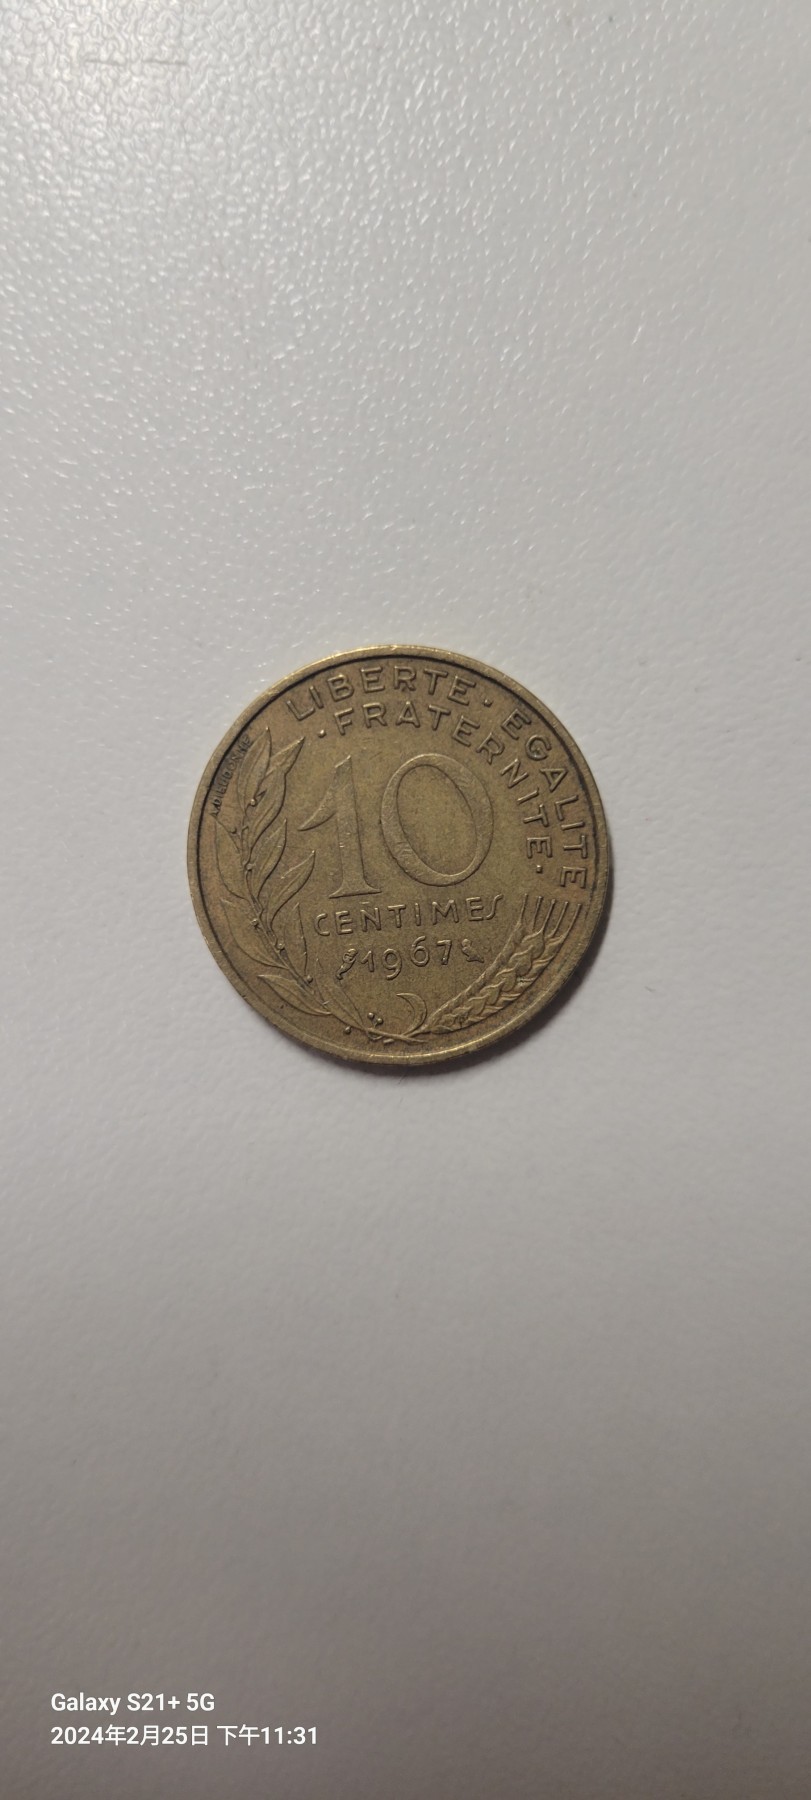 LIBERTE · EGALITE
· FRATERNITE ·
10
CENTIMES
1967
Galaxy S21+ 5G
2024年2月25日 下午11:31